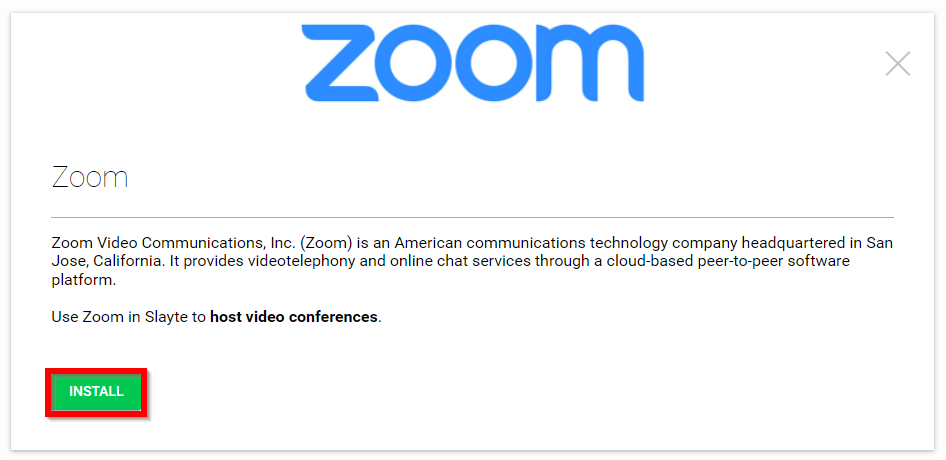 zoom
Zoom
Zoom Video Communications, Inc. (Zoom) is an American communications technology company headquartered in San
Jose, California. It provides videotelephony and online chat services through a cloud-based peer-to-peer software
platform.
Use Zoom in Slayte to host video conferences.
INSTALL